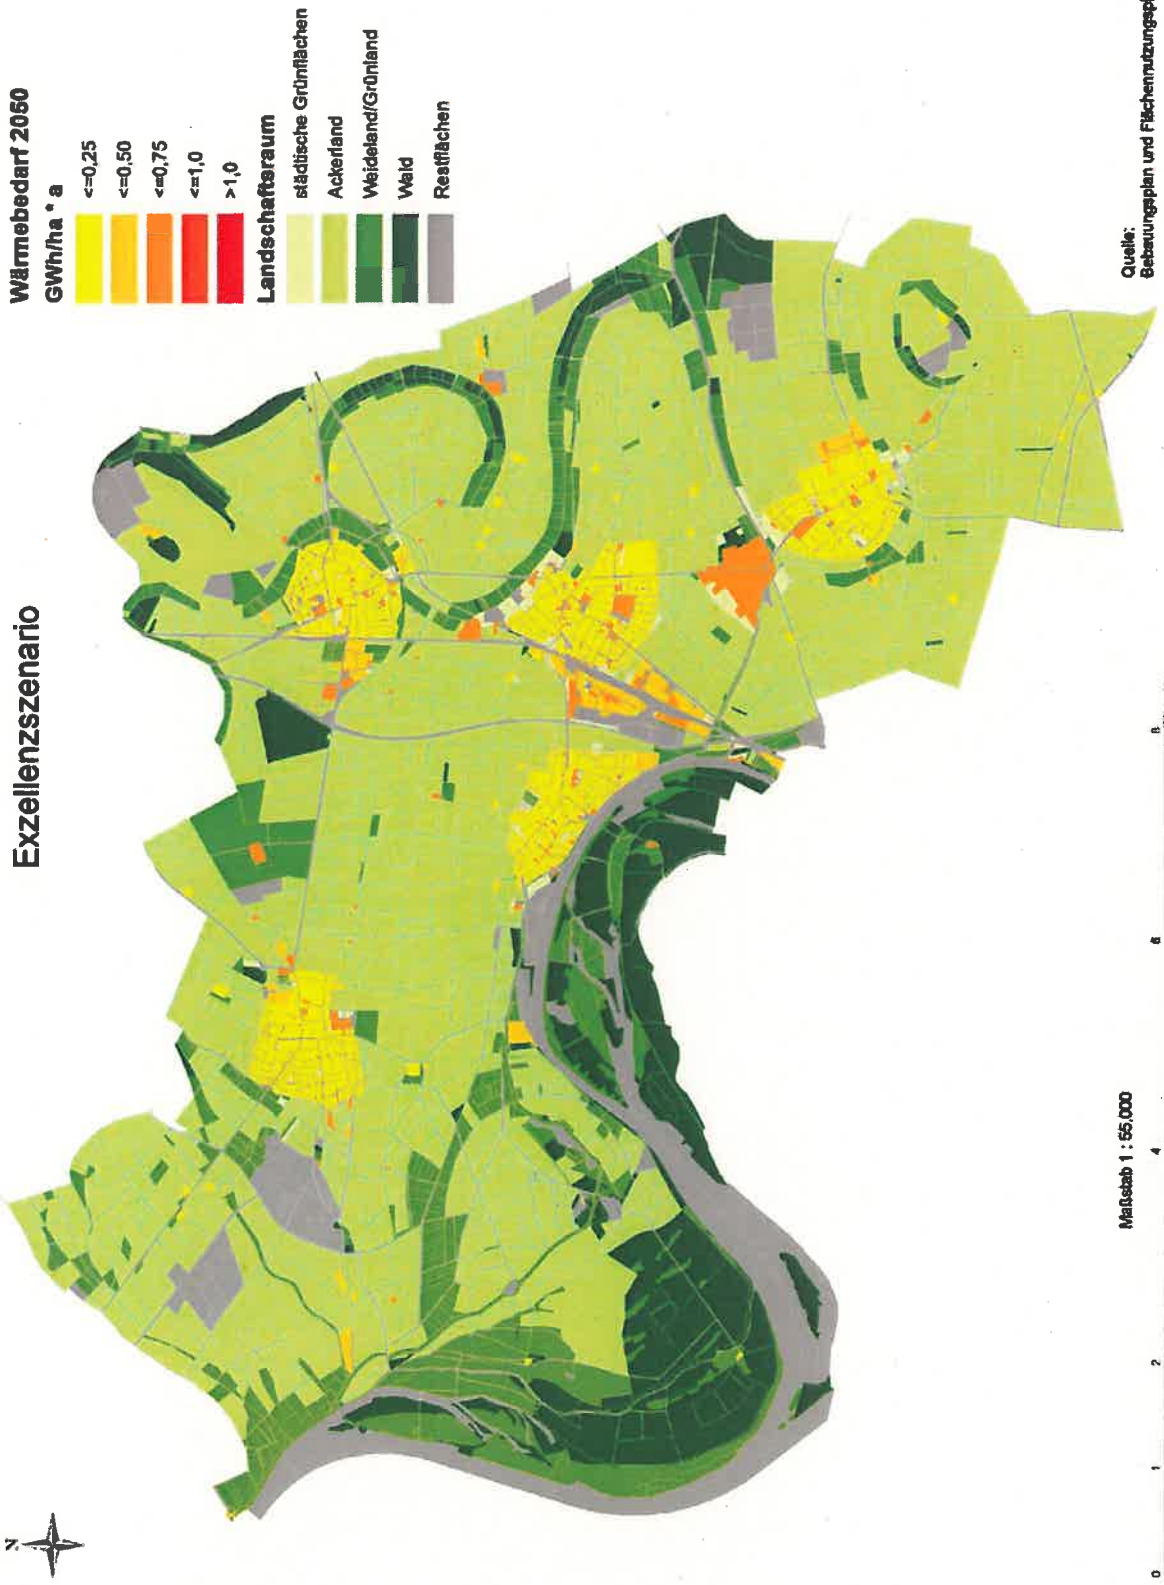 Exzellenzszenario
Wärmebedarf 2050
GWh/ha * a
<=0,25
<=0,50
<=0,75
<=1,0
>1,0
Landschaftsraum
städtische Grünflächen
Ackerland
Weideland/Grünland
Wald
Restflächen
N
Maßstab 1 : 55.000
0 1 2 4 6 8
Quelle:
Bebauungsplan und Flächennutzungspl